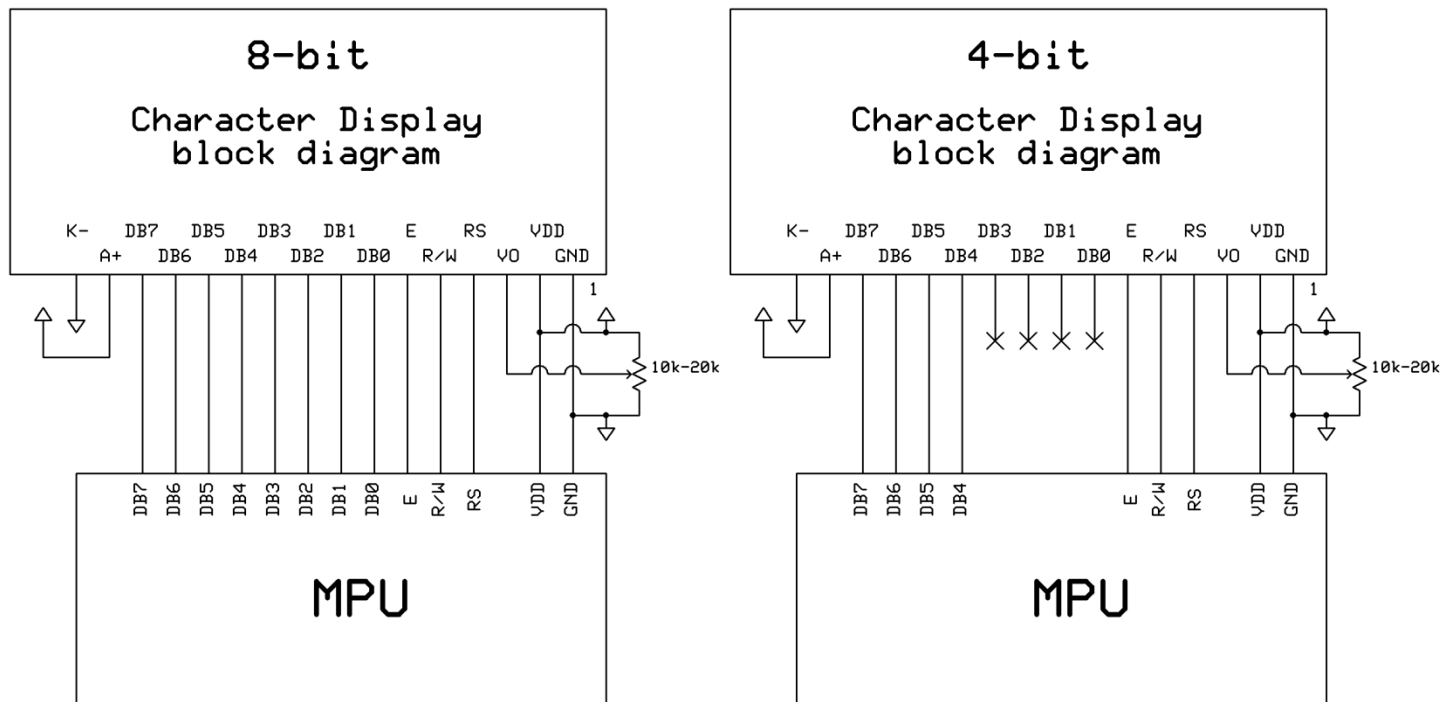 8-bit
Character Display
block diagram
K- DB7 DB5 DB3 DB1 E RS VDD
A+ DB6 DB4 DB2 DB0 R/W VO GND
1
10k-20k
DB7 DB6 DB5 DB4 DB3 DB2 DB1 DB0 E R/W RS VDD GND
MPU
4-bit
Character Display
block diagram
K- DB7 DB5 DB3 DB1 E RS VDD
A+ DB6 DB4 DB2 DB0 R/W VO GND
1
10k-20k
DB7 DB6 DB5 DB4 E R/W RS VDD GND
MPU